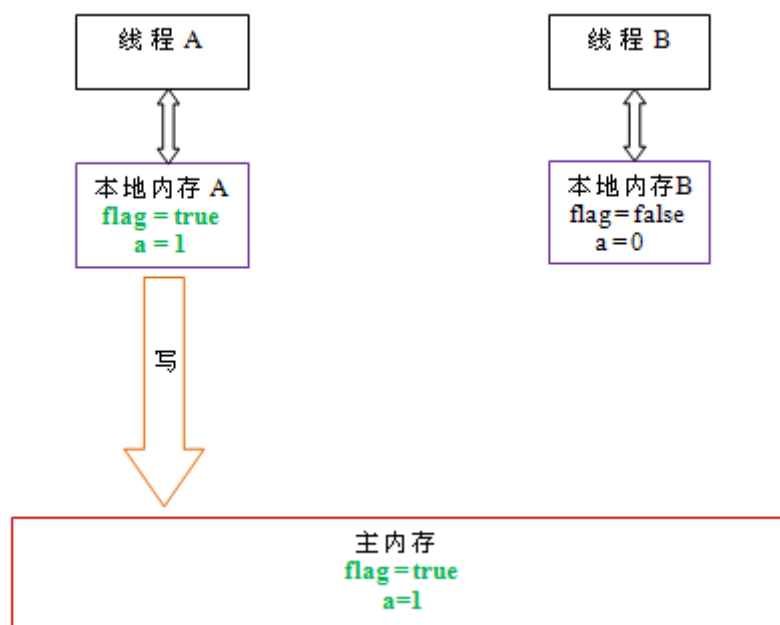 线程 A
线程 B
本地内存 A
flag = true
a = 1
本地内存B
flag=false
a=0
写
主内存
flag=true
a=1